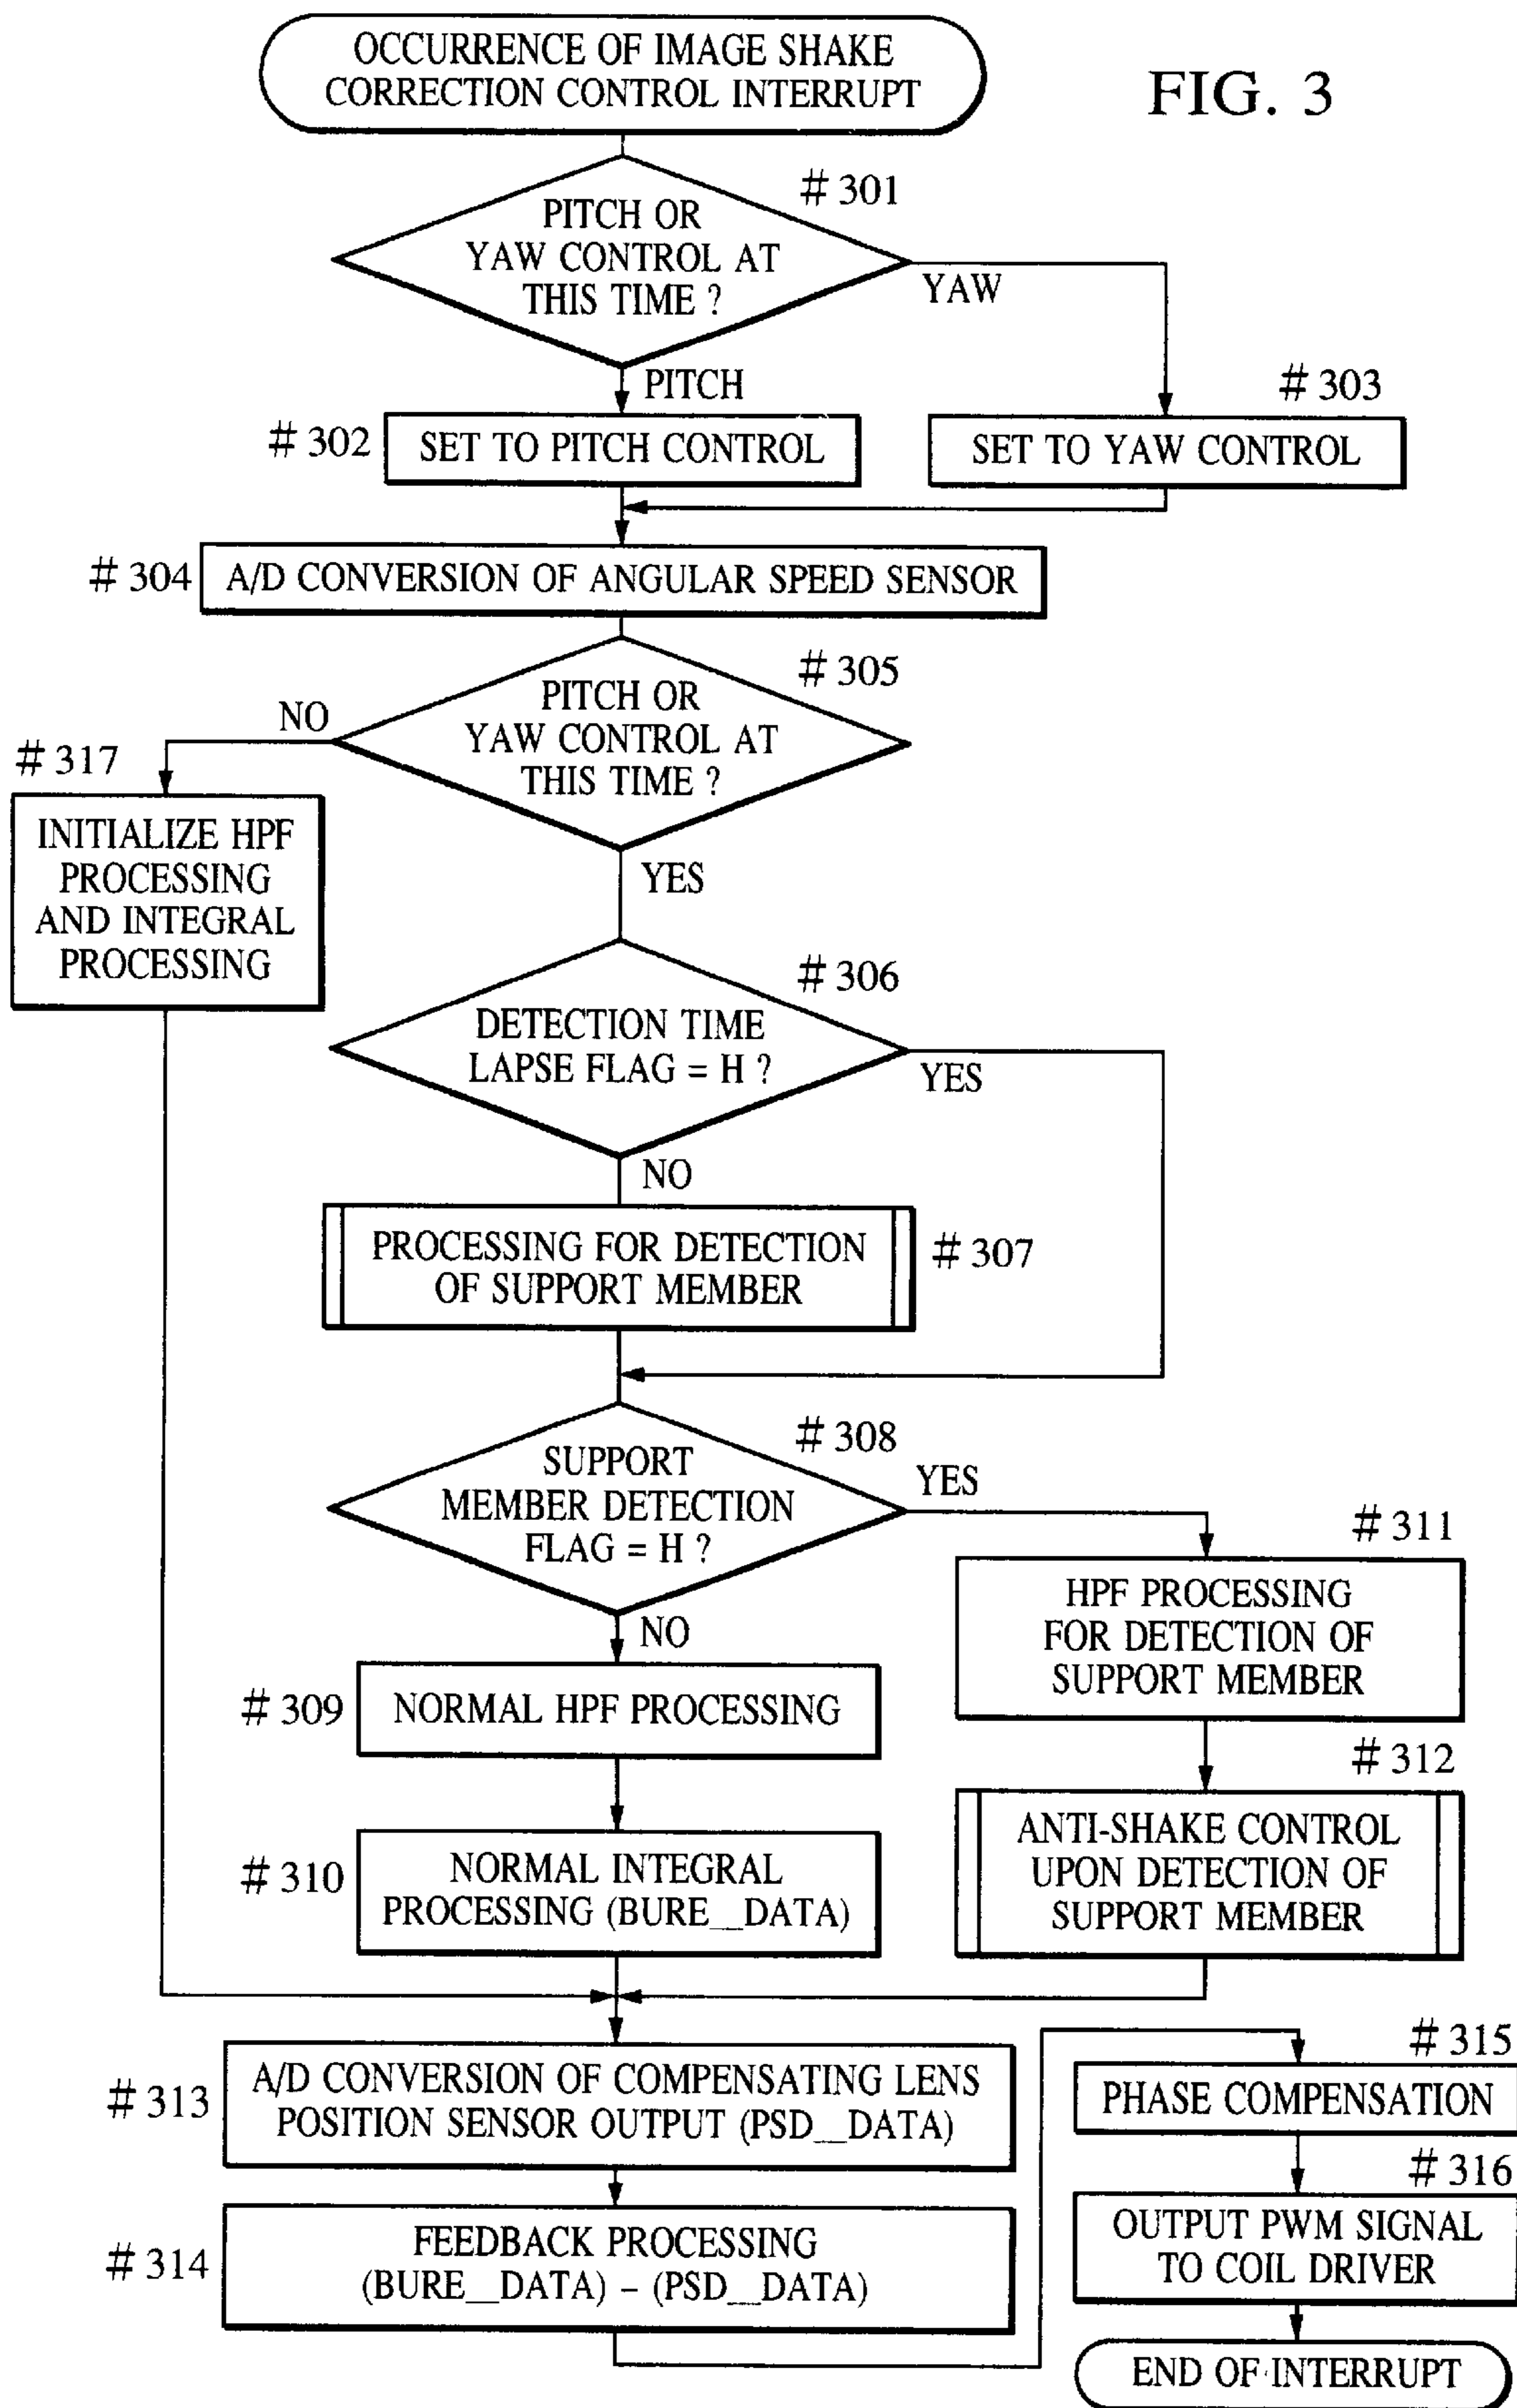 OCCURRENCE OF IMAGE SHAKE
CORRECTION CONTROL INTERRUPT
FIG. 3
# 301
PITCH OR
YAW CONTROL AT
THIS TIME ?
YAW
PITCH
# 303
# 302
SET TO PITCH CONTROL
SET TO YAW CONTROL
# 304
A/D CONVERSION OF ANGULAR SPEED SENSOR
# 305
PITCH OR
YAW CONTROL AT
THIS TIME ?
NO
# 317
INITIALIZE HPF
PROCESSING
AND INTEGRAL
PROCESSING
YES
# 306
DETECTION TIME
LAPSE FLAG = H ?
YES
NO
PROCESSING FOR DETECTION
OF SUPPORT MEMBER
# 307
# 308
SUPPORT
MEMBER DETECTION
FLAG = H ?
YES
NO
# 311
HPF PROCESSING
FOR DETECTION OF
SUPPORT MEMBER
# 309
NORMAL HPF PROCESSING
# 312
ANTI-SHAKE CONTROL
UPON DETECTION OF
SUPPORT MEMBER
# 310
NORMAL INTEGRAL
PROCESSING (BURE__DATA)
# 313
A/D CONVERSION OF COMPENSATING LENS
POSITION SENSOR OUTPUT (PSD__DATA)
# 314
FEEDBACK PROCESSING
(BURE__DATA) – (PSD__DATA)
# 315
PHASE COMPENSATION
# 316
OUTPUT PWM SIGNAL
TO COIL DRIVER
END OF INTERRUPT